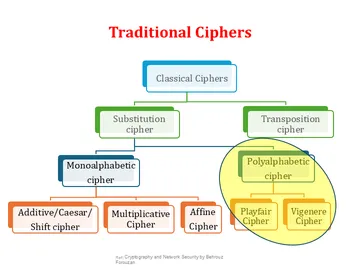 Traditional Ciphers
Classical Ciphers
Substitution
cipher
Transposition
cipher
Monoalphabetic
cipher
Polyalphabetic
cipher
Additive/Caesar/
Shift cipher
Multiplicative
Cipher
Affine
Cipher
Playfair
Cipher
Vigenere
Cipher
Cryptography and Network Security by Behrouz
Forouzan.